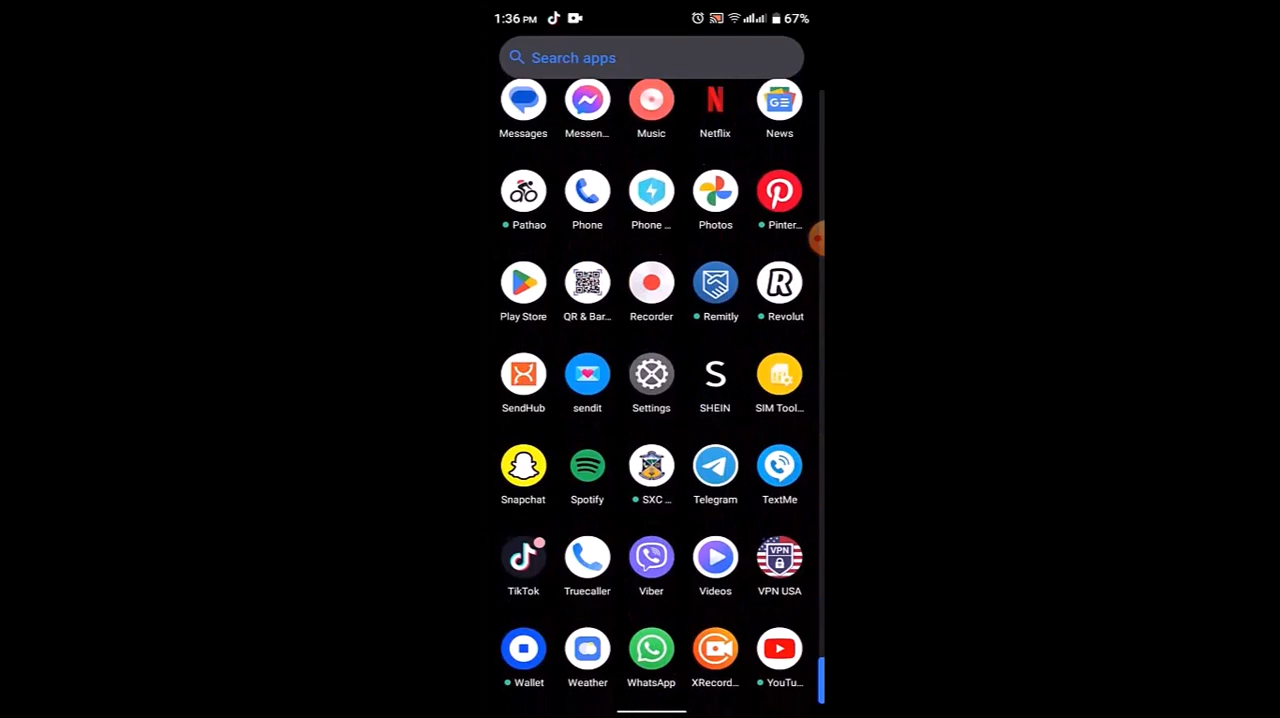 1:36 PM 67%
Search apps
Messages Messen... Music Netflix News
Pathao Phone Phone ... Photos Pinter...
Play Store QR & Bar... Recorder Remitly Revolut
SendHub sendit Settings SHEIN SIM Tool...
Snapchat Spotify SXC ... Telegram TextMe
TikTok Truecaller Viber Videos VPN USA
Wallet Weather WhatsApp XRecord... YouTu...